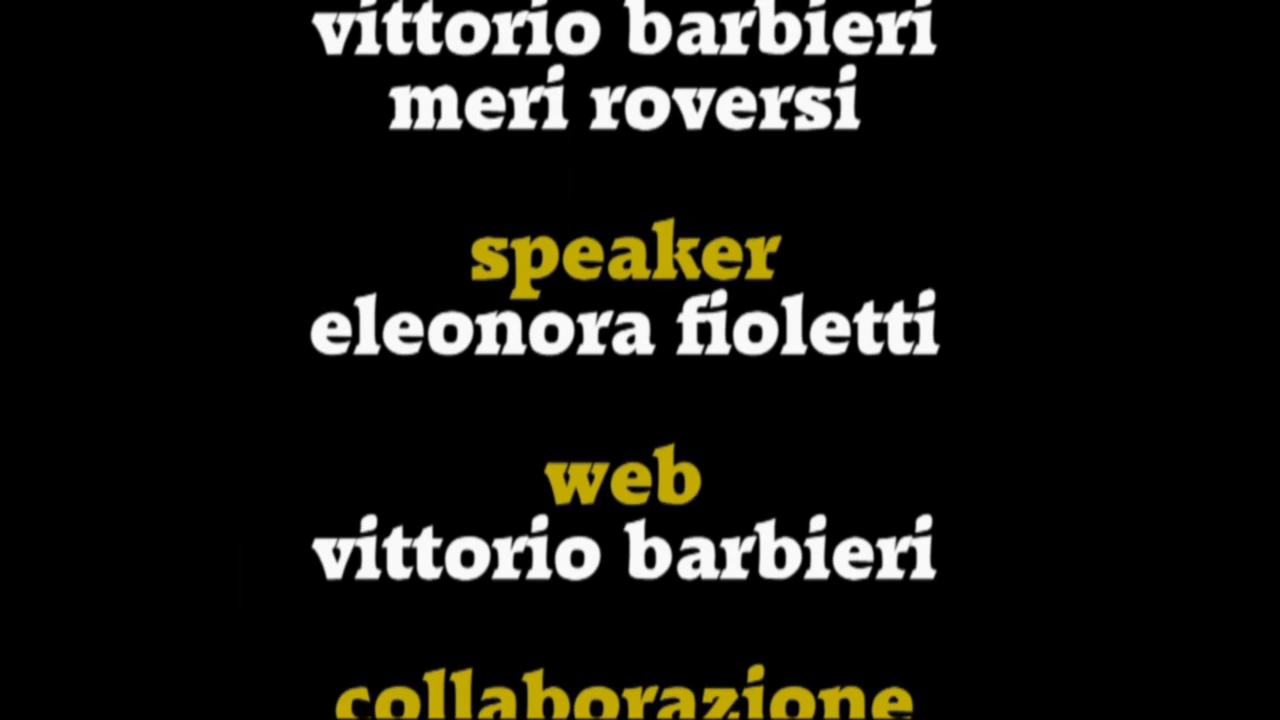 vittorio barbieri
meri roversi
speaker
eleonora fioletti
web
vittorio barbieri
collaborazione